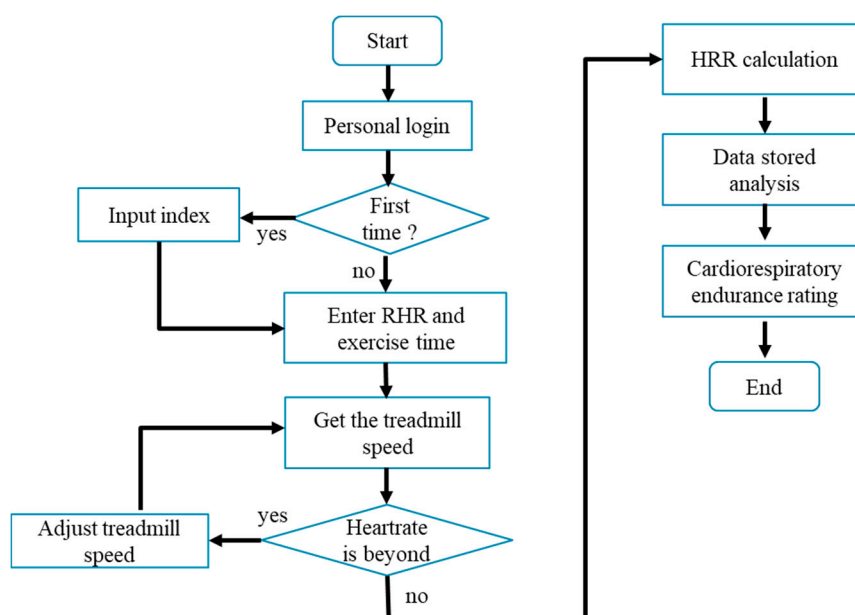 Start
Personal login
First
time ?
yes
Input index
no
Enter RHR and
exercise time
Get the treadmill
speed
Heartrate
is beyond
yes
Adjust treadmill
speed
no
HRR calculation
Data stored
analysis
Cardiorespiratory
endurance rating
End